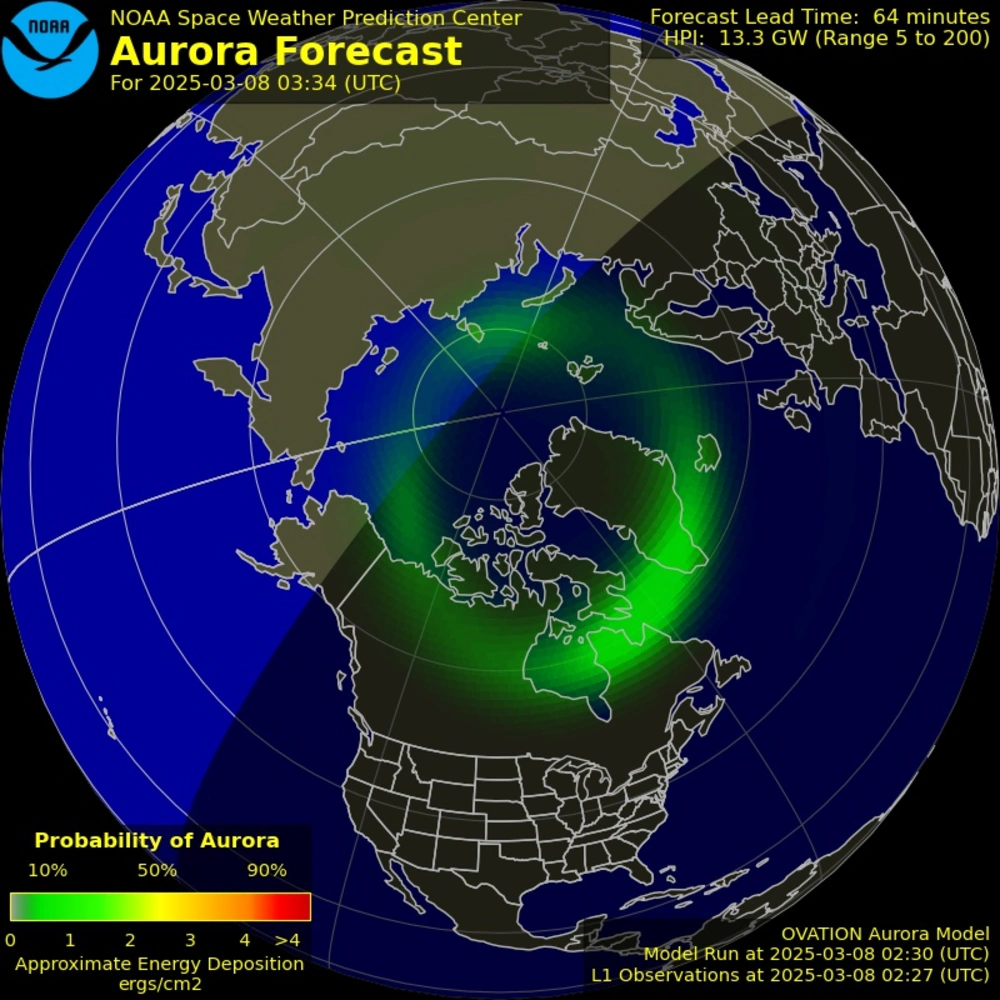 NOAA
NOAA Space Weather Prediction Center
Aurora Forecast
For 2025-03-08 03:34 (UTC)
Forecast Lead Time: 64 minutes
HPI: 13.3 GW (Range 5 to 200)
Probability of Aurora
10% 50% 90%
0 1 2 3 4 >4
Approximate Energy Deposition
ergs/cm2
OVATION Aurora Model
Model Run at 2025-03-08 02:30 (UTC)
L1 Observations at 2025-03-08 02:27 (UTC)